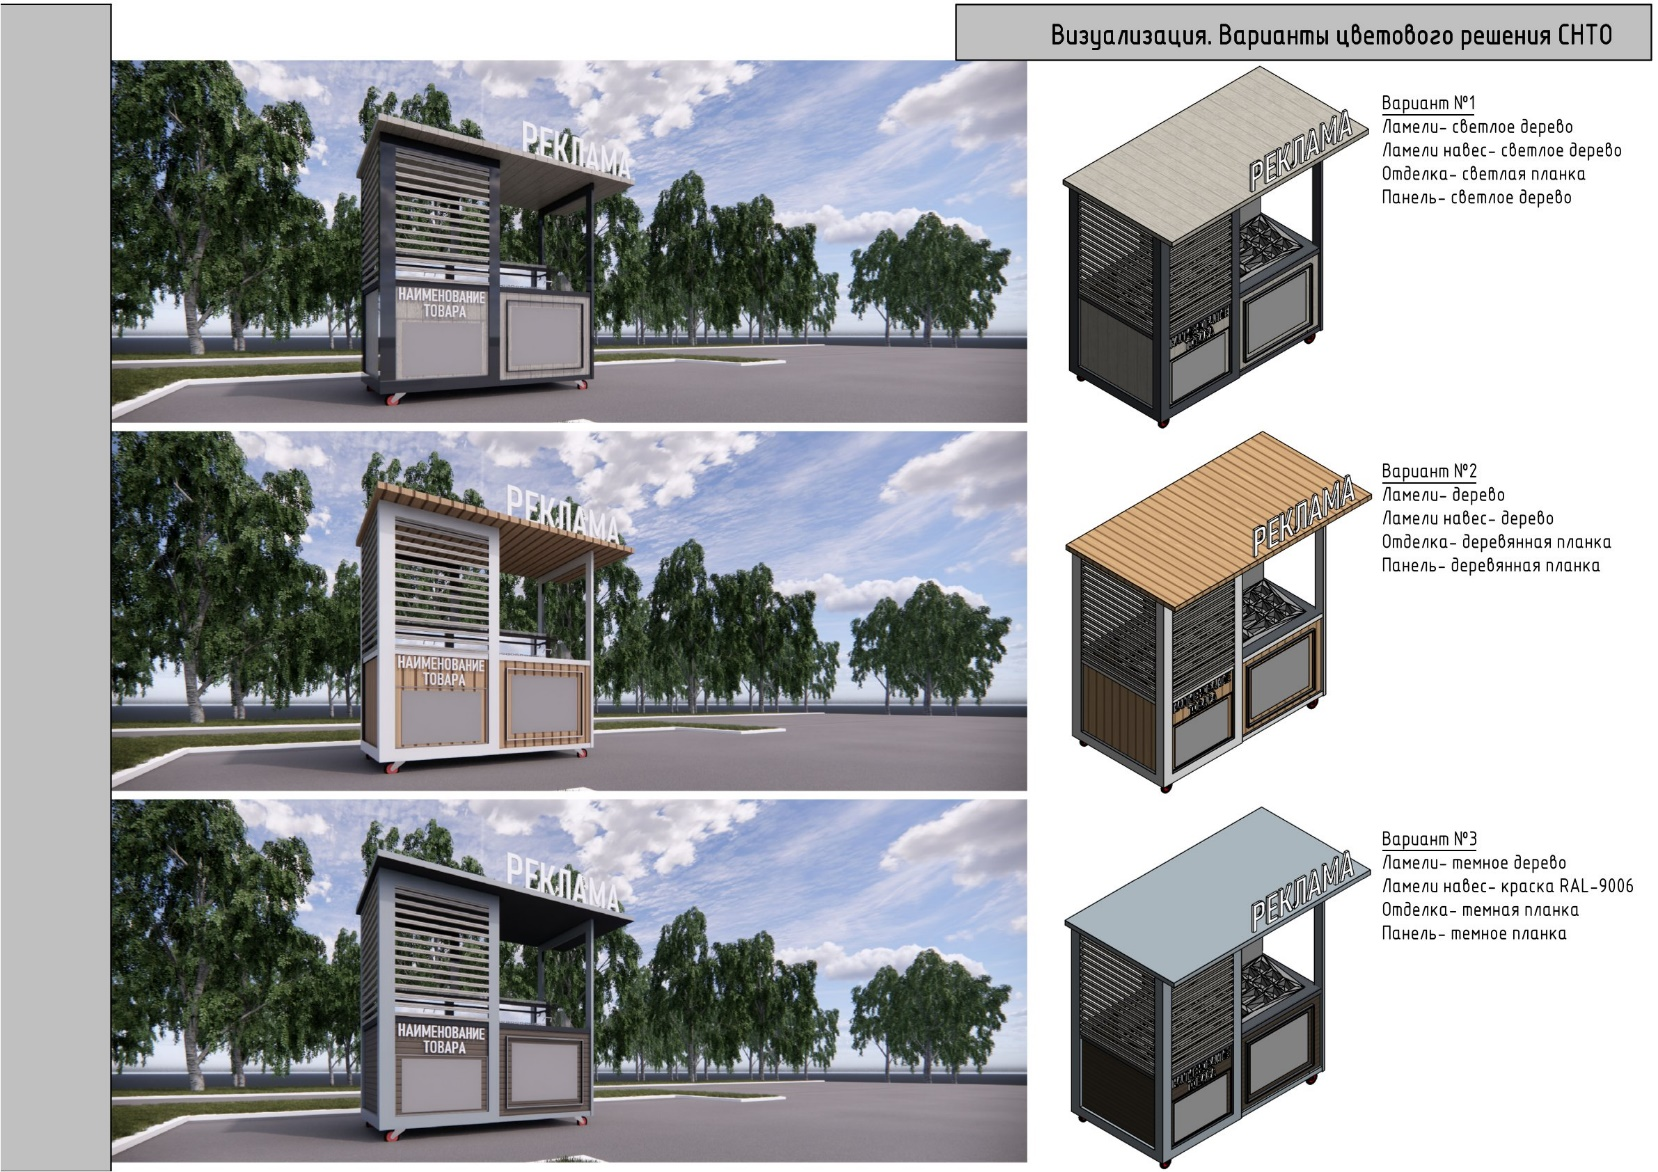 Визуализация. Варианты цветового решения СНТО
РЕКЛАМА
НАИМЕНОВАНИЕ
ТОВАРА
РЕКЛАМА
Вариант №1
Ламели- светлое дерево
Ламели навес- светлое дерево
Отделка- светлая планка
Панель- светлое дерево
РЕКЛАМА
НАИМЕНОВАНИЕ
ТОВАРА
РЕКЛАМА
Вариант №2
Ламели- дерево
Ламели навес- дерево
Отделка- деревянная планка
Панель- деревянная планка
РЕКЛАМА
НАИМЕНОВАНИЕ
ТОВАРА
РЕКЛАМА
Вариант №3
Ламели- темное дерево
Ламели навес- краска RAL-9006
Отделка- темная планка
Панель- темное планка